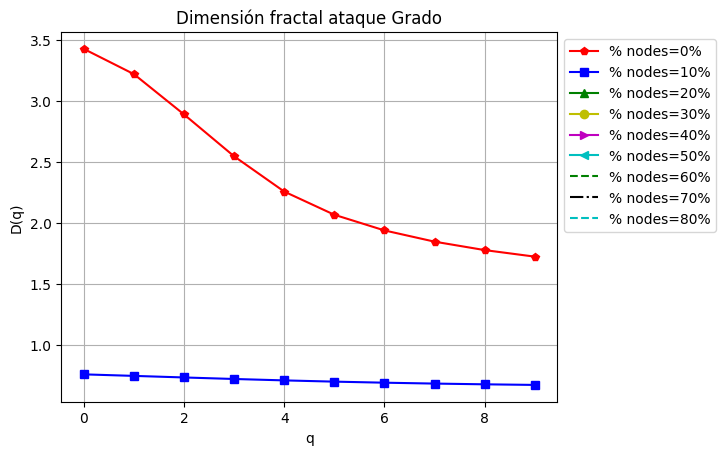 Dimensión fractal ataque Grado
3.5
3.0
2.5
2.0
1.5
1.0
D(q)
0
2
4
6
8
q
% nodes=0%
% nodes=10%
% nodes=20%
% nodes=30%
% nodes=40%
% nodes=50%
% nodes=60%
% nodes=70%
% nodes=80%